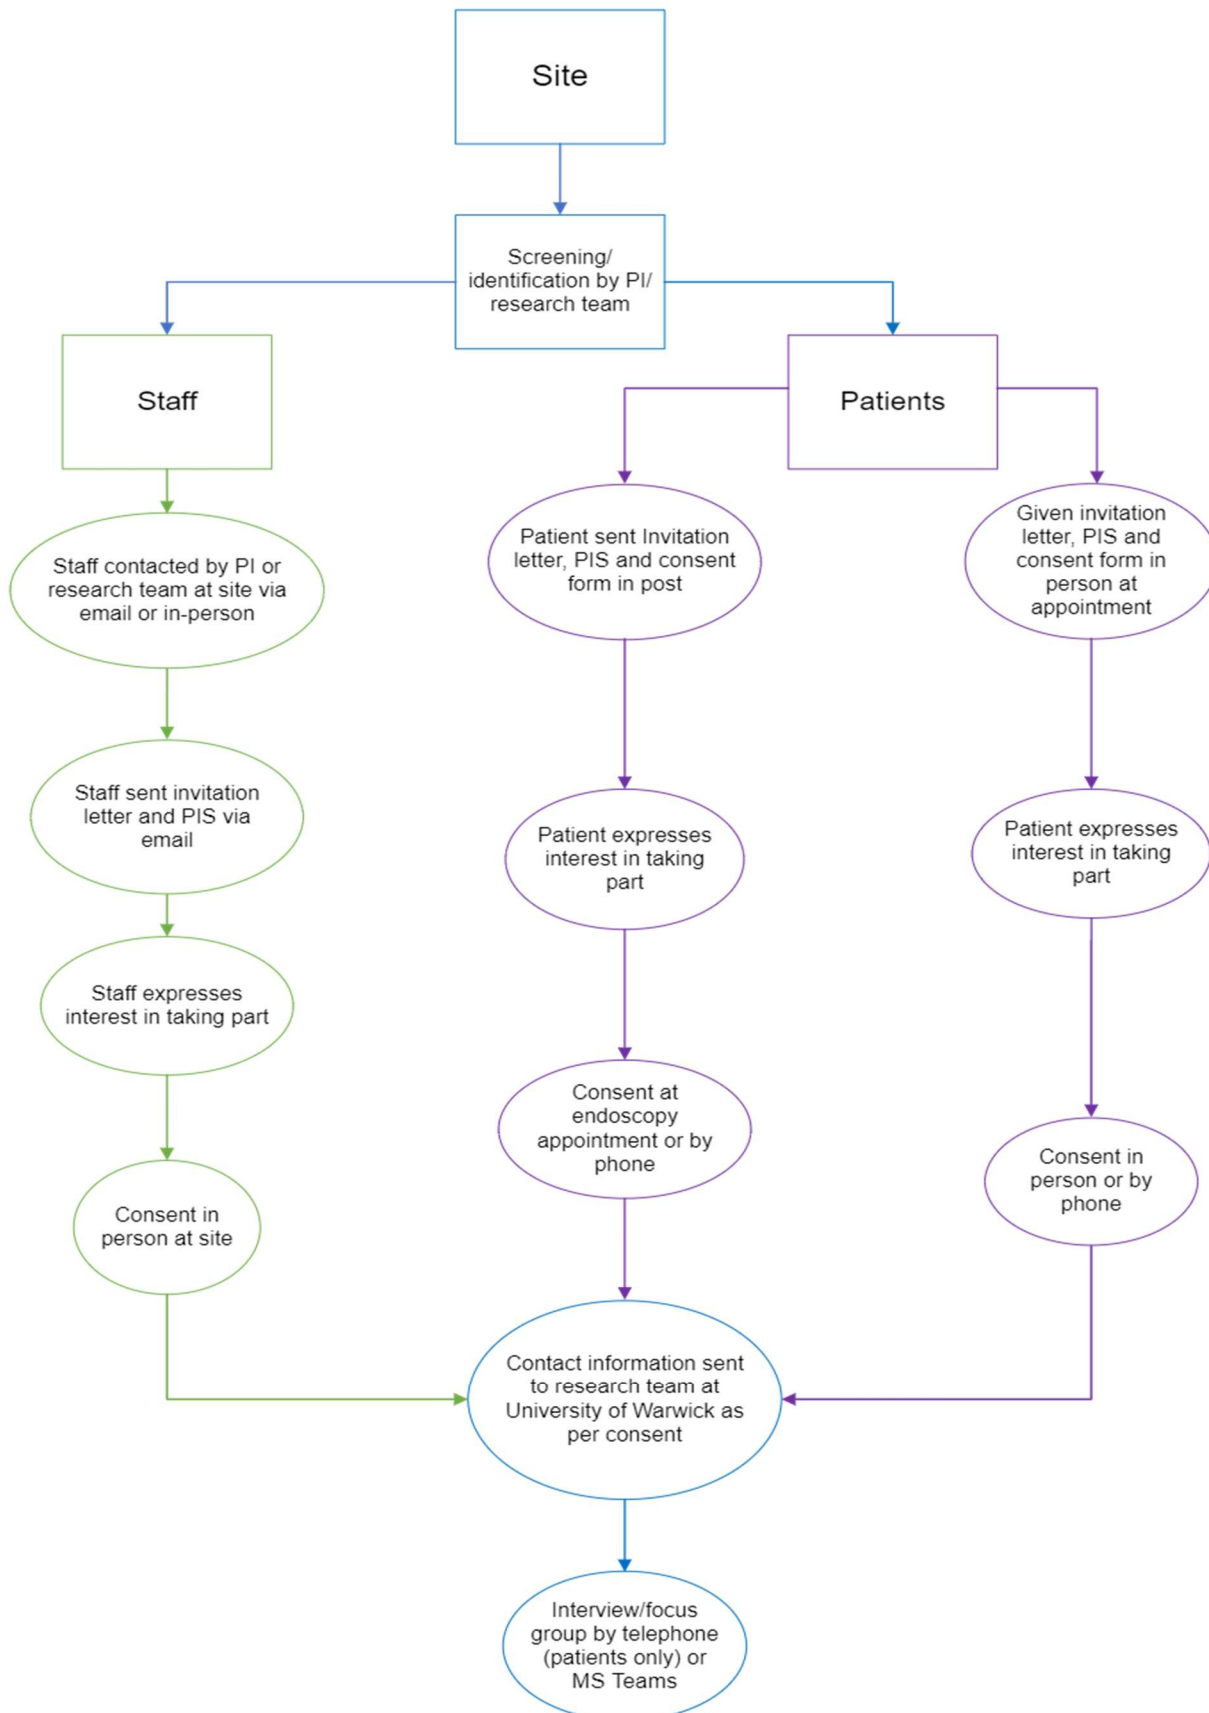 Site
Screening/
identification by PI/
research team
Staff
Patients
Staff contacted by PI or
research team at site via
email or in-person
Patient sent Invitation
letter, PIS and consent
form in post
Given invitation
letter, PIS and
consent form in
person at
appointment
Staff sent invitation
letter and PIS via
email
Patient expresses
interest in taking
part
Patient expresses
interest in taking
part
Staff expresses
interest in taking part
Consent at
endoscopy
appointment or by
phone
Consent in
person or by
phone
Consent in
person at site
Contact information sent
to research team at
University of Warwick as
per consent
Interview/focus
group by telephone
(patients only) or
MS Teams